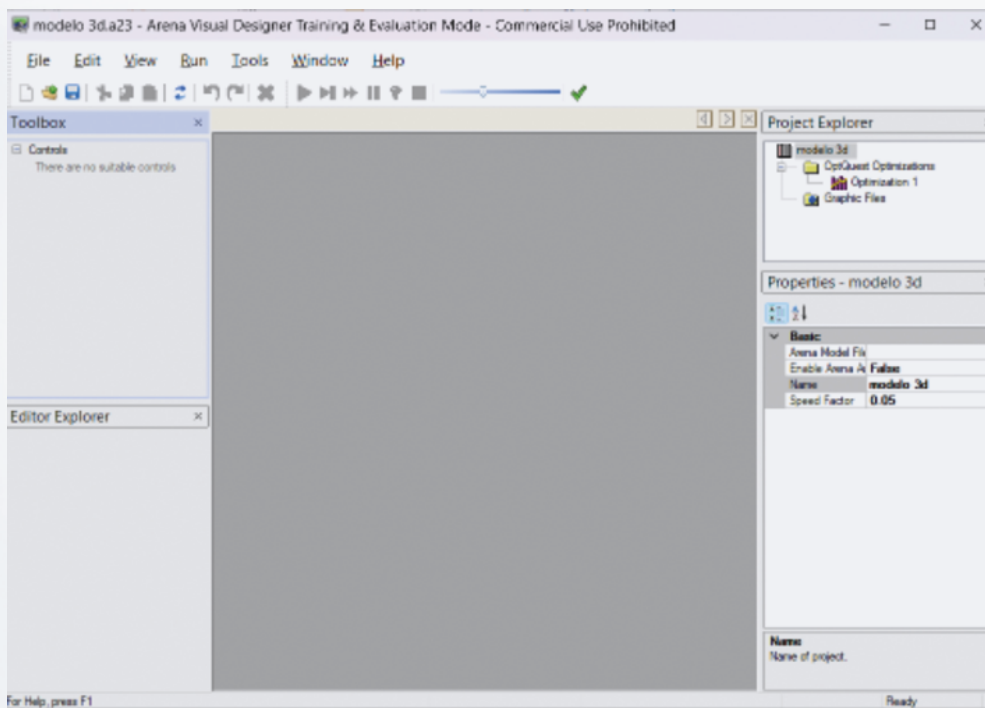 modelo 3d.a23 - Arena Visual Designer Training & Evaluation Mode - Commercial Use Prohibited
File Edit View Run Tools Window Help
Toolbox
Controls
There are no suitable controls
Editor Explorer
Project Explorer
modelo 3d
OptQuest Optimizations
Optimization 1
Graphic Files
Properties - modelo 3d
Basic
Arena Model File
Enable Arena A False
Name modelo 3d
Speed Factor 0.05
Name
Name of project.
For Help, press F1 Ready